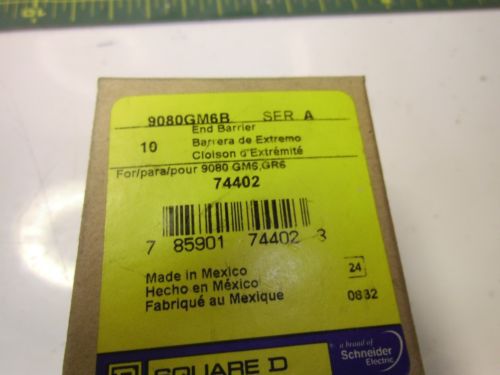 9080GM6B SER A
End Barrier
10 Barrera de Extremo
Cloison d'Extrémité
For/para/pour 9080 GM6,GR6
74402
7 85901 74402 3
Made in Mexico 24
Hecho en México
Fabriqué au Mexique 0832
a brand of
SQUARE D Schneider
Electric